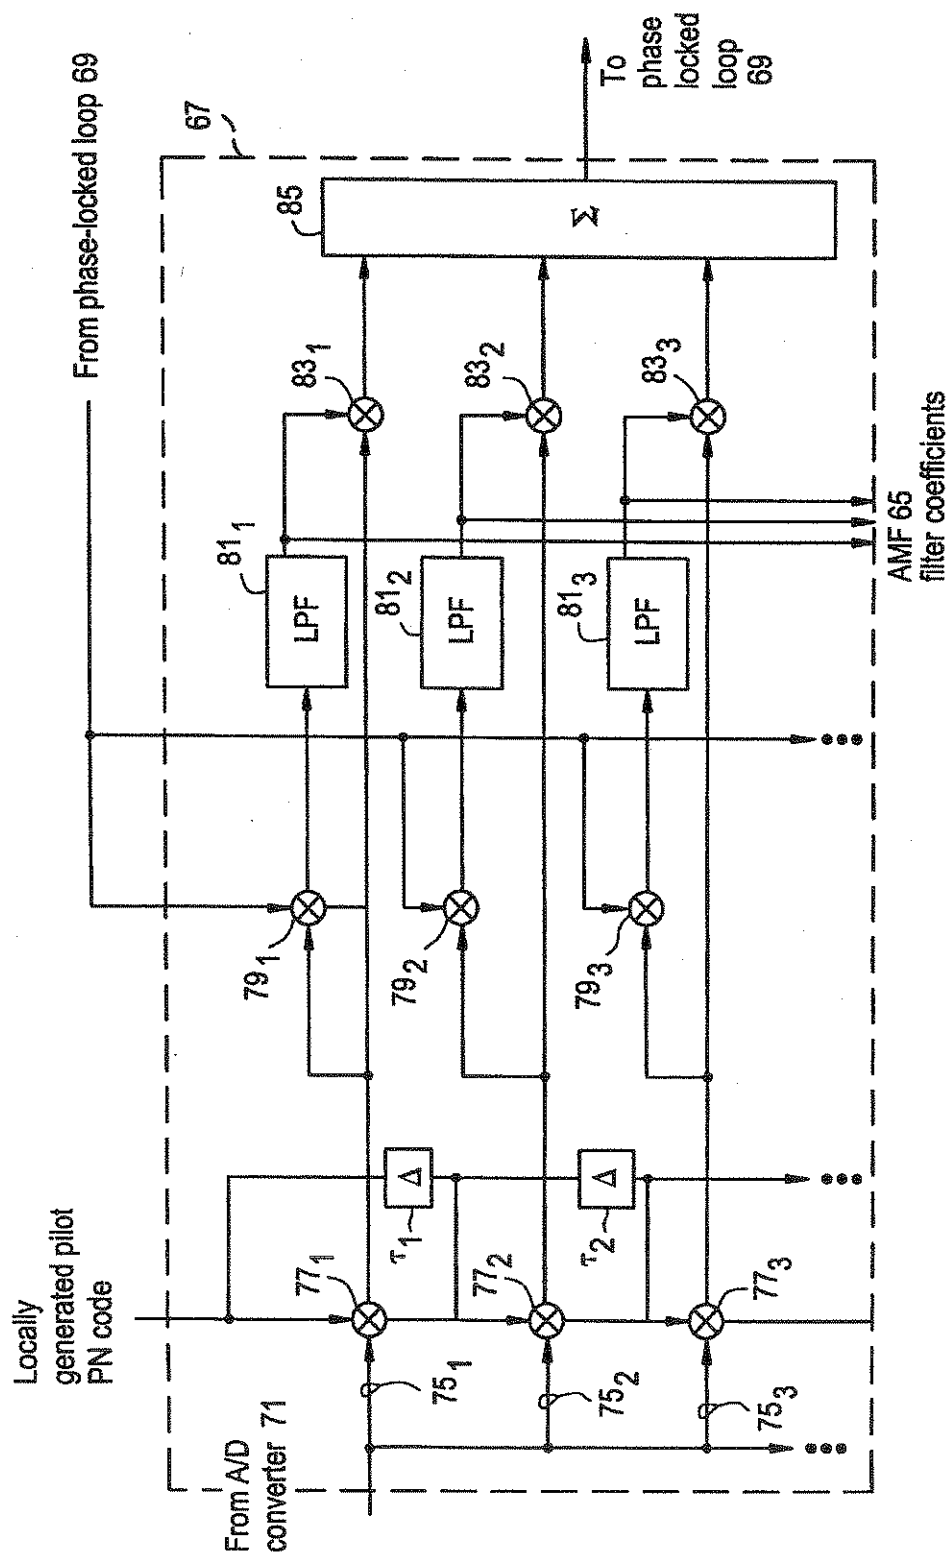 From phase-locked loop 69
Locally
generated pilot
PN code
From A/D
converter 71
67
85
Σ
To
phase
locked
loop
69
77₁
77₂
77₃
75₁
75₂
75₃
Δ
Δ
τ₁
τ₂
79₁
79₂
79₃
81₁
81₂
81₃
LPF
LPF
LPF
83₁
83₂
83₃
AMF 65
filter coefficients